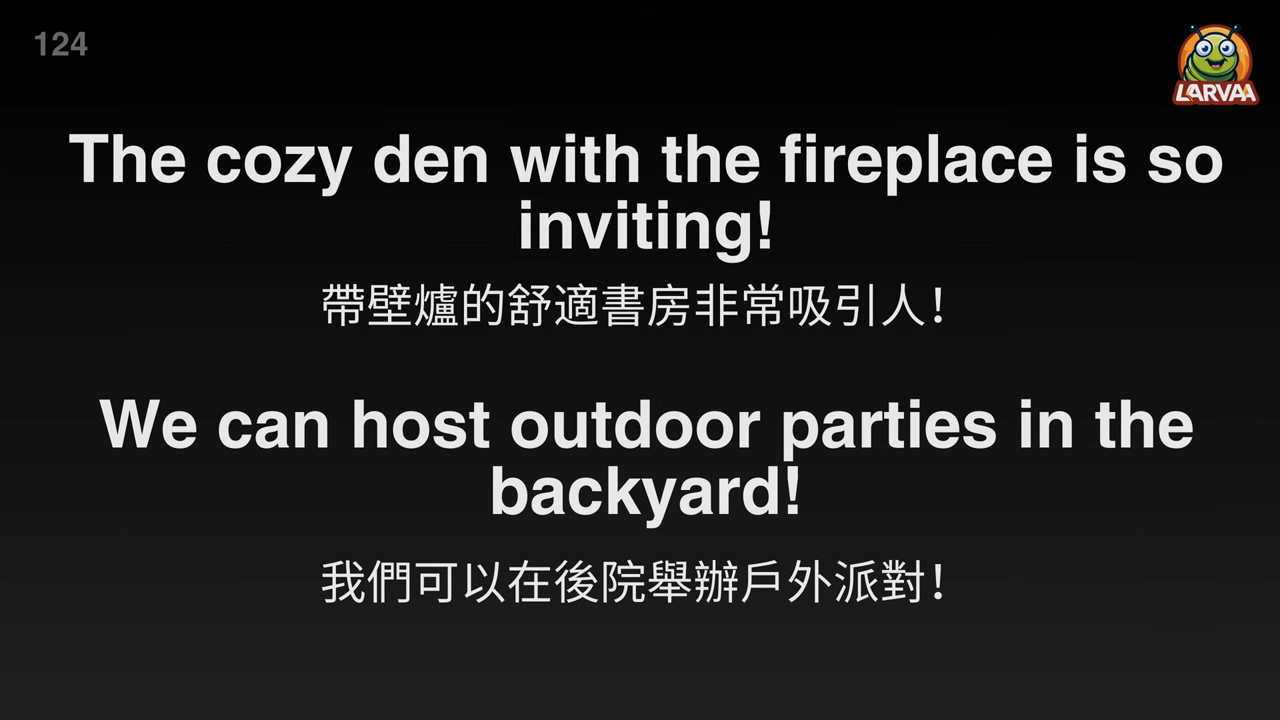 124
LARVAA
The cozy den with the fireplace is so
inviting!
帶壁爐的舒適書房非常吸引人！
We can host outdoor parties in the
backyard!
我們可以在後院舉辦戶外派對！